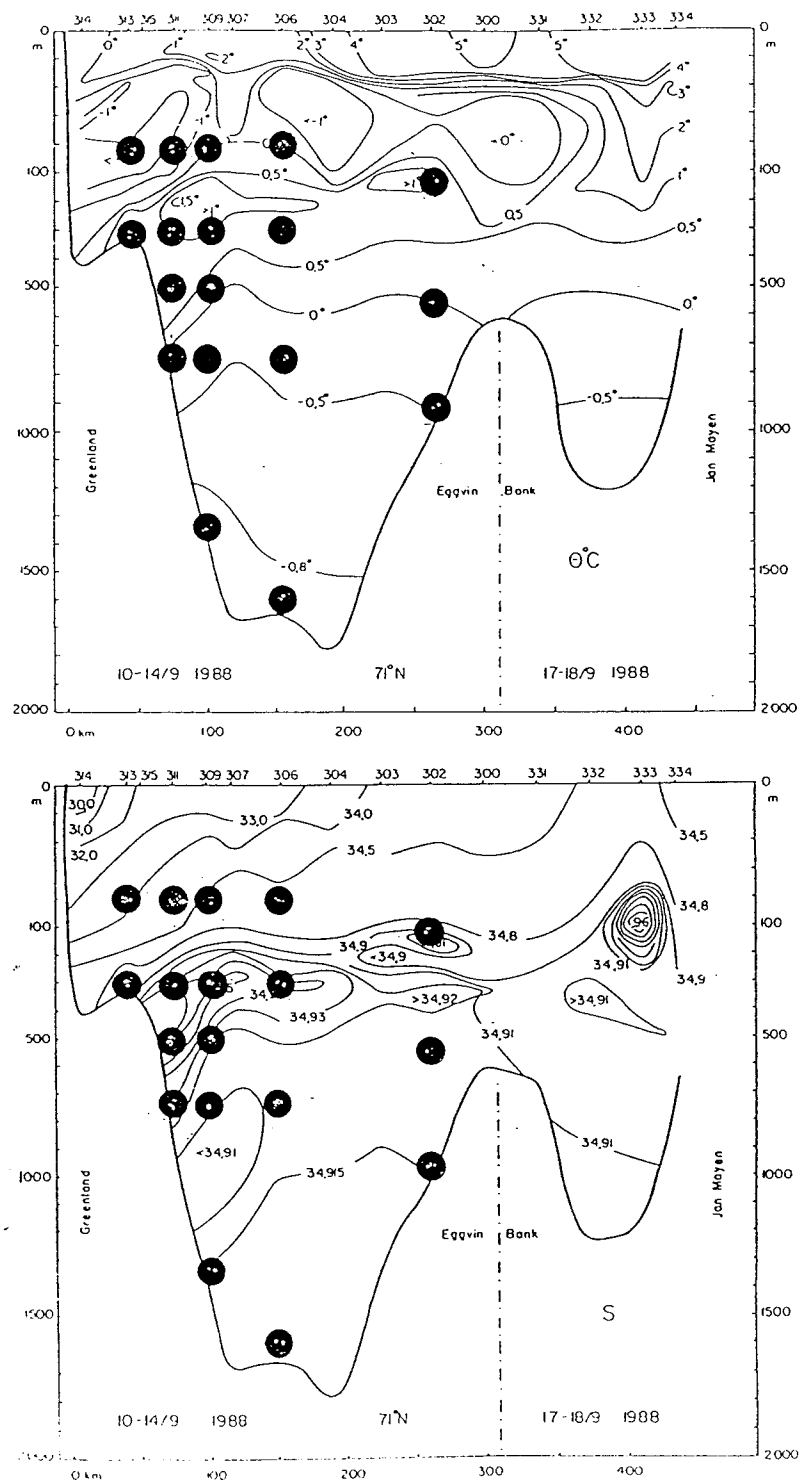 314 313 35 311 309 307 306 304 303 302 300 331 332 333 334
m 0 0 m
0° 1° 2° 2° 3° 4° 5° 5° 4°
3°
-1° <-1° <0° 2°
100 100
0,5° >1° 1°
>1° 0,5 0,5°
0,5°
500 500
0° 0°
-0,5° -0,5°
1000 1000
Greenland
Jan Mayen
Eggvin Bank
-0,8° Θ°C
1500 1500
10-14/9 1988 71°N 17-18/9 1988
2000 2000
0 km 100 200 300 400
314 313 35 311 309 307 306 304 303 302 300 331 332 333 334
m 0 0 m
30,0
31,0 33,0 34,0
32,0 34,5 34,5
34,8 34,8
100 100
34,9 <34,9 34,91 34,9
>34,92 >34,91
34,93 34,91
500 500
<34,91 34,91
1000 34,915 1000
Greenland
Jan Mayen
Eggvin Bank
1500 S 1500
10-14/9 1988 71°N 17-18/9 1988
2000
0 km 100 200 300 400